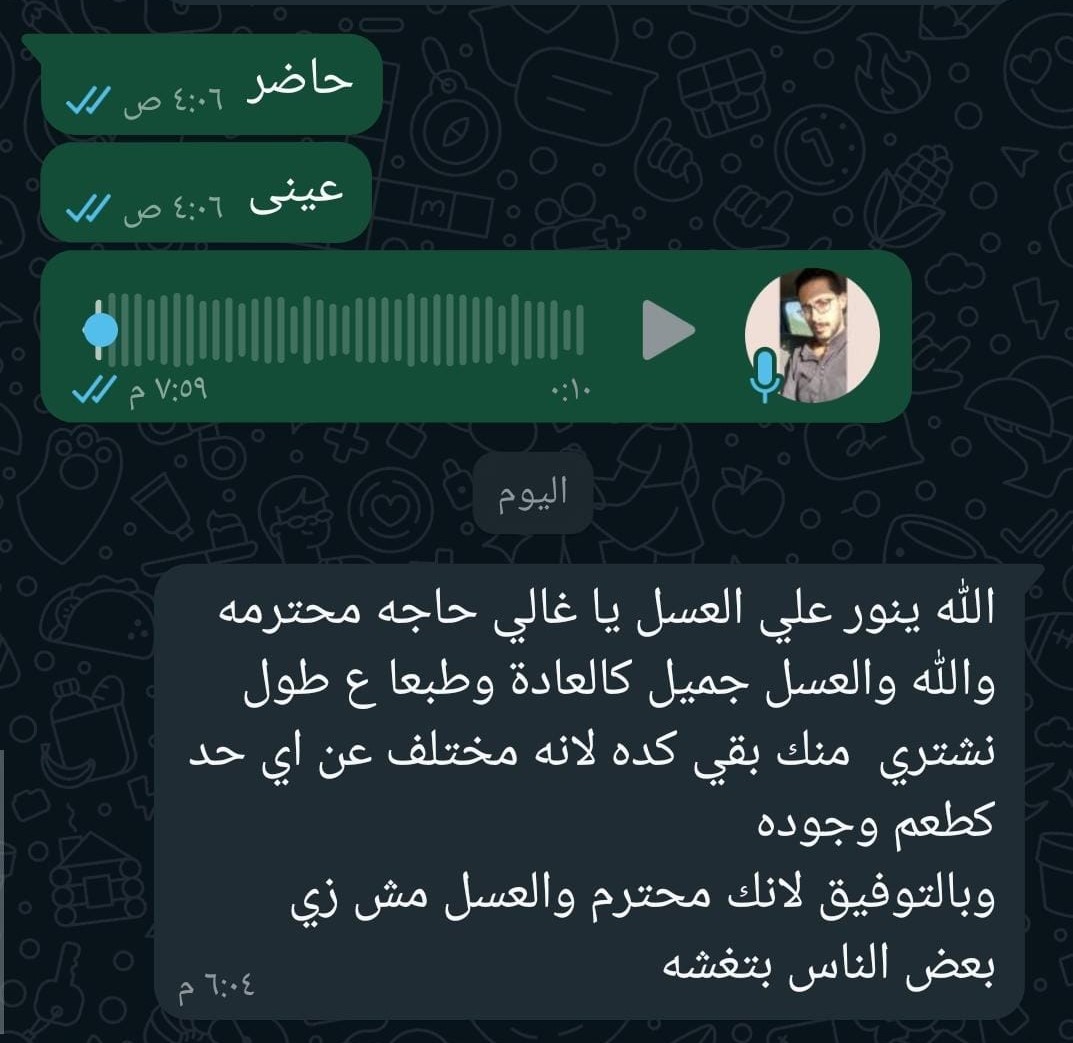 حاضر ٤:٠٦ ص
عينى ٤:٠٦ ص
٠:١٠
٧:٥٩ م
اليوم
الله ينور علي العسل يا غالي حاجه محترمه
والله والعسل جميل كالعادة وطبعا ع طول
نشتري منك بقي كده لانه مختلف عن اي حد
كطعم وجوده
وبالتوفيق لانك محترم والعسل مش زي
بعض الناس بتغشه
٦:٠٤ م